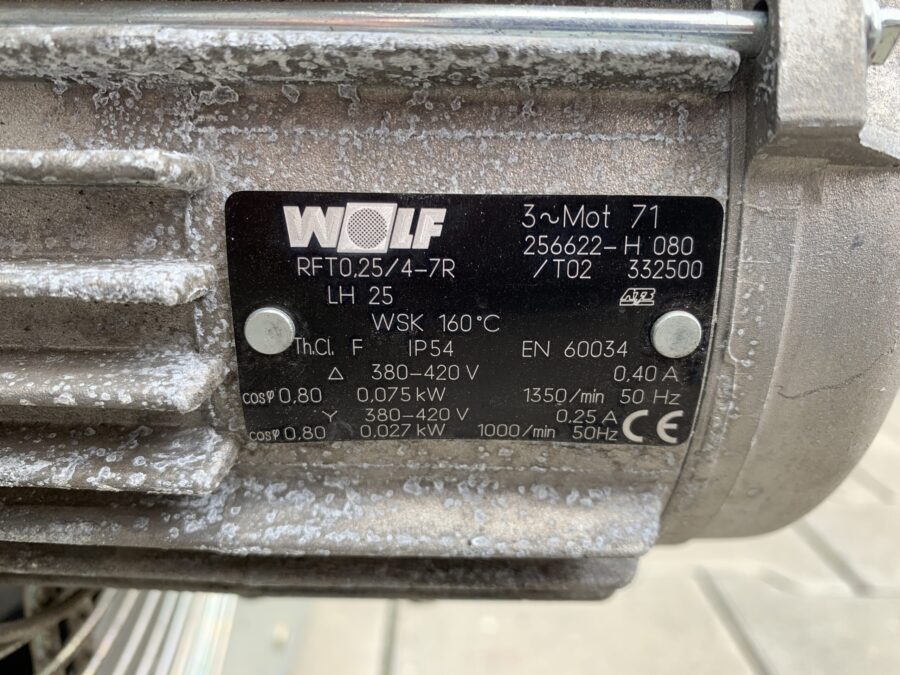 WOLF 3~Mot 71
256622-H 080
RFT0,25/4-7R /T02 332500
LH 25
WSK 160°C
Th.Cl. F IP54 EN 60034
△ 380-420 V 0,40 A
cosφ 0,80 0,075 kW 1350/min 50 Hz
Y 380-420 V 0,25 A
cosφ 0,80 0,027 kW 1000/min 50Hz CE